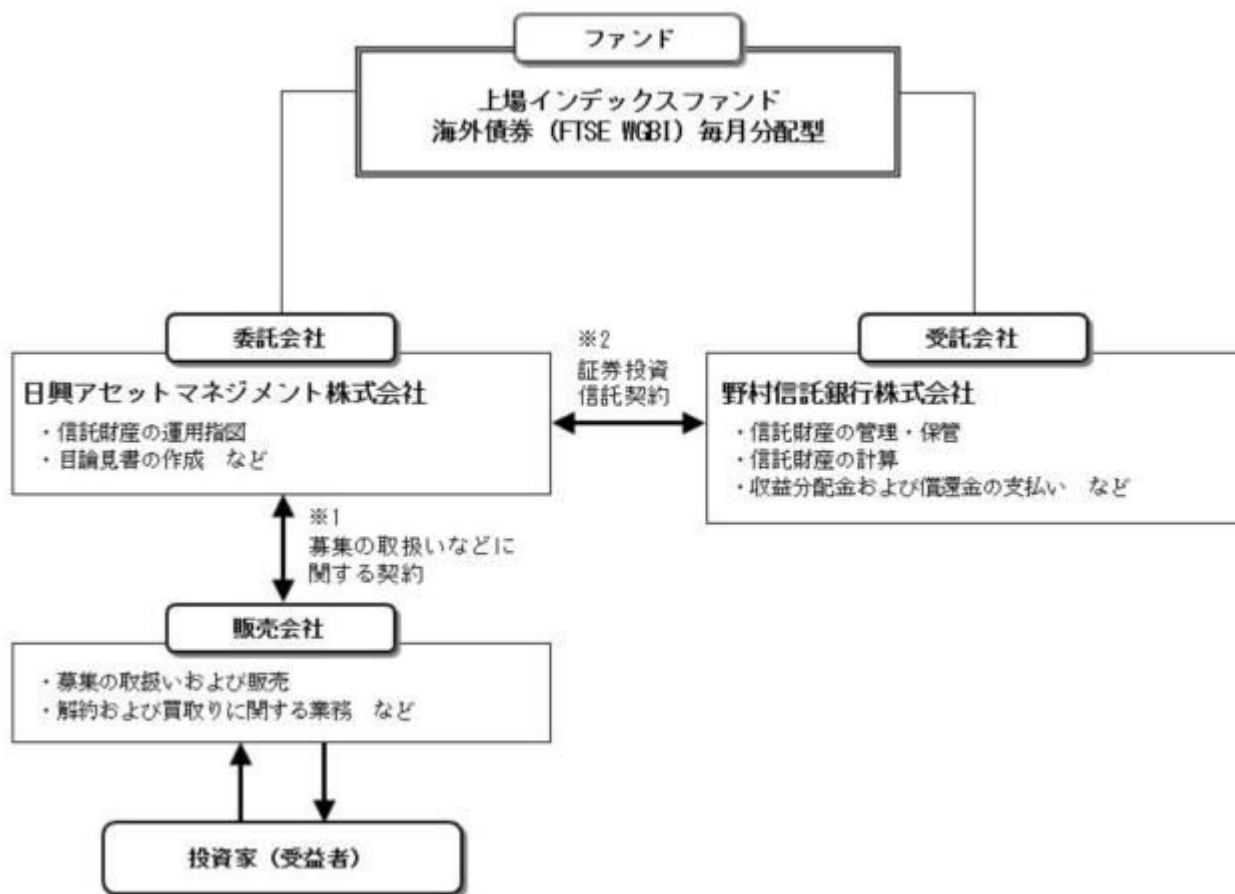 ファンド
上場インデックスファンド
海外債券（FTSE WGBI）毎月分配型
委託会社
日興アセットマネジメント株式会社
・信託財産の運用指図
・目論見書の作成　など
※2
証券投資
信託契約
受託会社
野村信託銀行株式会社
・信託財産の管理・保管
・信託財産の計算
・収益分配金および償還金の支払い　など
※1
募集の取扱いなどに
関する契約
販売会社
・募集の取扱いおよび販売
・解約および買取りに関する業務　など
投資家（受益者）